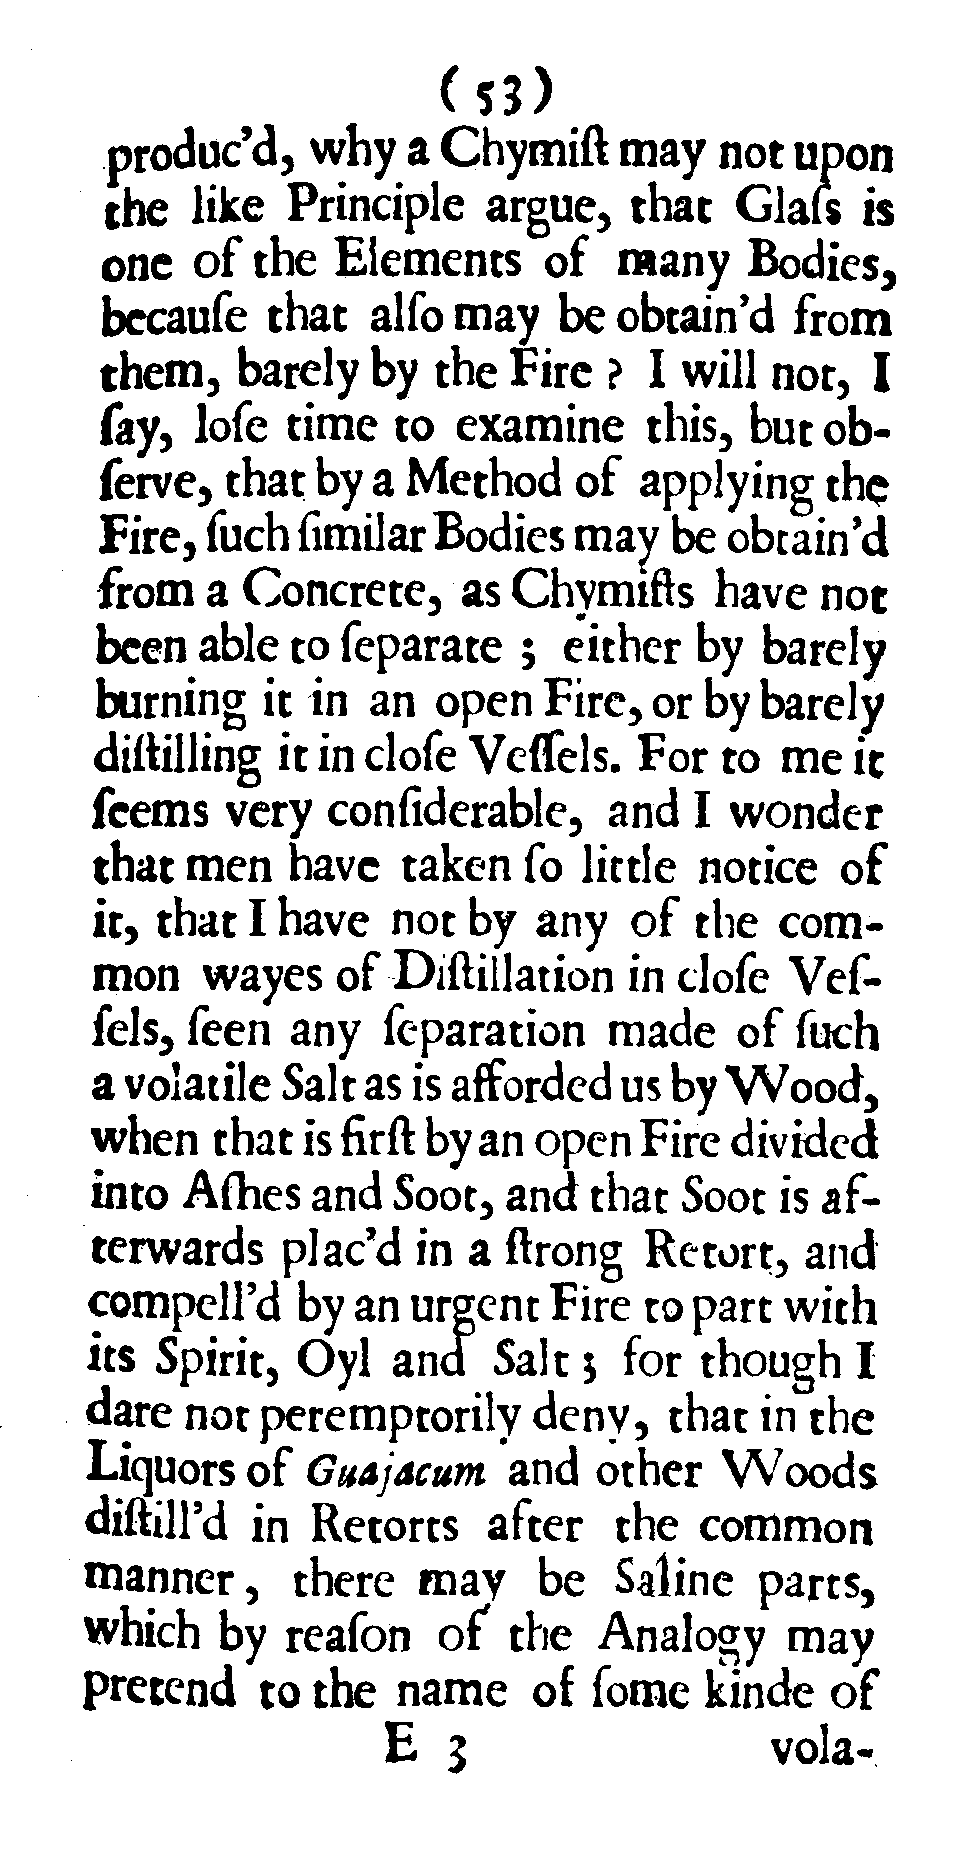 ( 53 )
produc'd, why a Chymiſt may not upon
the like Principle argue, that Glaſs is
one of the Elements of many Bodies,
becauſe that alſo may be obtain'd from
them, barely by the Fire ? I will not, I
ſay, loſe time to examine this, but ob-
ſerve, that by a Method of applying the
Fire, ſuch ſimilar Bodies may be obtain'd
from a Concrete, as Chymiſts have not
been able to ſeparate ; either by barely
burning it in an open Fire, or by barely
diſtilling it in cloſe Veſſels. For to me it
ſeems very conſiderable, and I wonder
that men have taken ſo little notice of
it, that I have not by any of the com-
mon wayes of Diſtillation in cloſe Veſ-
ſels, ſeen any ſeparation made of ſuch
a volatile Salt as is afforded us by Wood,
when that is firſt by an open Fire divided
into Aſhes and Soot, and that Soot is af-
terwards plac'd in a ſtrong Retort, and
compell'd by an urgent Fire to part with
its Spirit, Oyl and Salt ; for though I
dare not peremptorily deny, that in the
Liquors of Guajacum and other Woods
diſtill'd in Retorts after the common
manner , there may be Saline parts,
which by reaſon of the Analogy may
pretend to the name of ſome kinde of
E 3 vola-